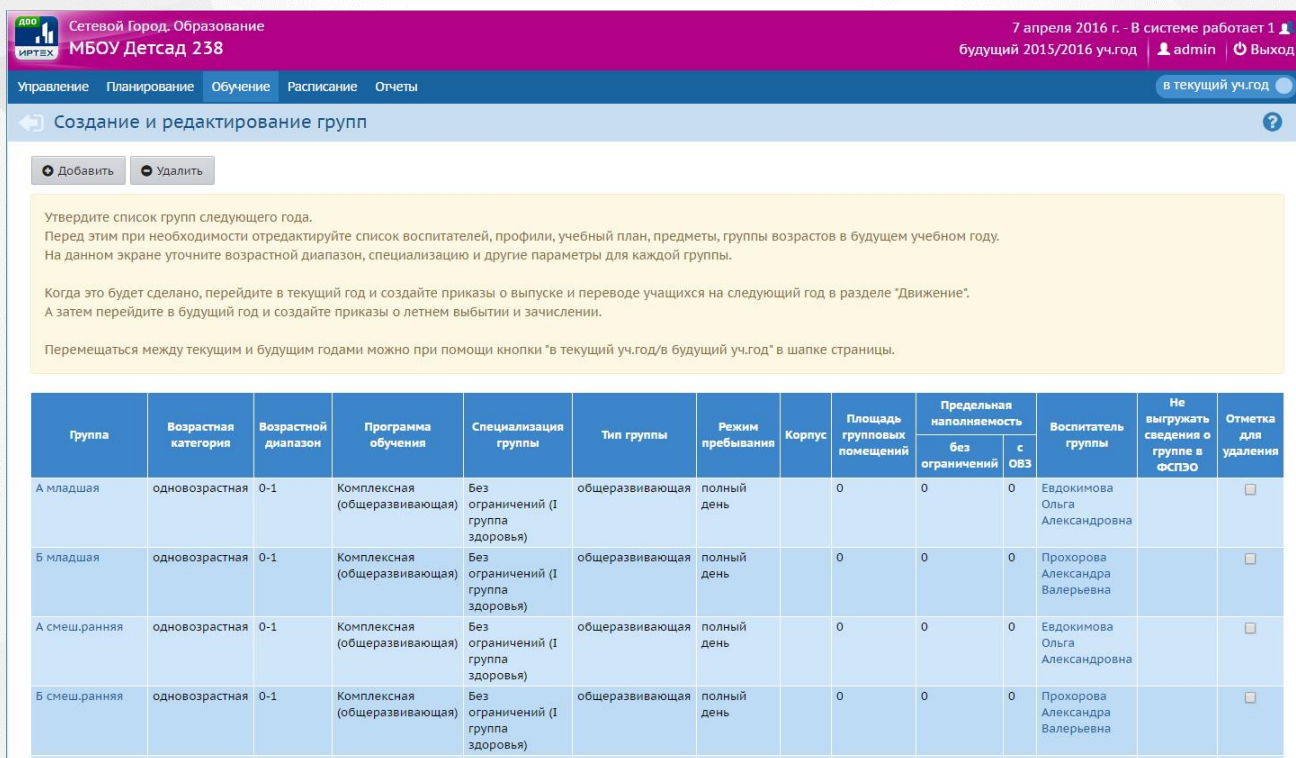 ДОО
ИРТЕХ
Сетевой Город. Образование
МБОУ Детсад 238
7 апреля 2016 г. - В системе работает 1
будущий 2015/2016 уч.год admin Выход
Управление Планирование Обучение Расписание Отчеты
в текущий уч.год
Создание и редактирование групп
?
Добавить Удалить
Утвердите список групп следующего года.
Перед этим при необходимости отредактируйте список воспитателей, профили, учебный план, предметы, группы возрастов в будущем учебном году.
На данном экране уточните возрастной диапазон, специализацию и другие параметры для каждой группы.
Когда это будет сделано, перейдите в текущий год и создайте приказы о выпуске и переводе учащихся на следующий год в разделе "Движение".
А затем перейдите в будущий год и создайте приказы о летнем выбытии и зачислении.
Перемещаться между текущим и будущим годами можно при помощи кнопки "в текущий уч.год/в будущий уч.год" в шапке страницы.
Группа
Возрастная
категория
Возрастной
диапазон
Программа
обучения
Специализация
группы
Тип группы
Режим
пребывания
Корпус
Площадь
групповых
помещений
Предельная
наполняемость
без
ограничений
с
ОВЗ
Воспитатель
группы
Не
выгружать
сведения о
группе в
ФСПЭО
Отметка
для
удаления
А младшая
одновозрастная
0-1
Комплексная
(общеразвивающая)
Без
ограничений (I
группа
здоровья)
общеразвивающая
полный
день
0
0
0
Евдокимова
Ольга
Александровна
Б младшая
одновозрастная
0-1
Комплексная
(общеразвивающая)
Без
ограничений (I
группа
здоровья)
общеразвивающая
полный
день
0
0
0
Прохорова
Александра
Валерьевна
А смеш.ранняя
одновозрастная
0-1
Комплексная
(общеразвивающая)
Без
ограничений (I
группа
здоровья)
общеразвивающая
полный
день
0
0
0
Евдокимова
Ольга
Александровна
Б смеш.ранняя
одновозрастная
0-1
Комплексная
(общеразвивающая)
Без
ограничений (I
группа
здоровья)
общеразвивающая
полный
день
0
0
0
Прохорова
Александра
Валерьевна